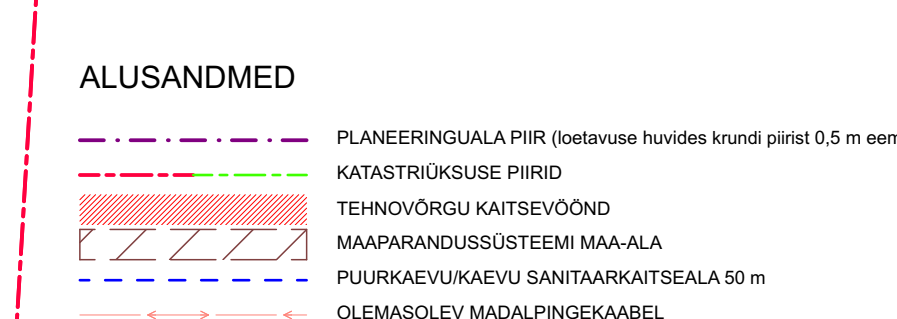 ALUSANDMED
PLANEERINGUALA PIIR (loetavuse huvides krundi piirist 0,5 m
KATASTRIÜKSUSE PIIRID
TEHNOVÕRGU KAITSEVÖÖND
MAAPARANDUSSÜSTEEMI MAA-ALA
PUURKAEVU/KAEVU SANITAARKAITSEALA 50 m
OLEMASOLEV MADALPINGEKAABEL